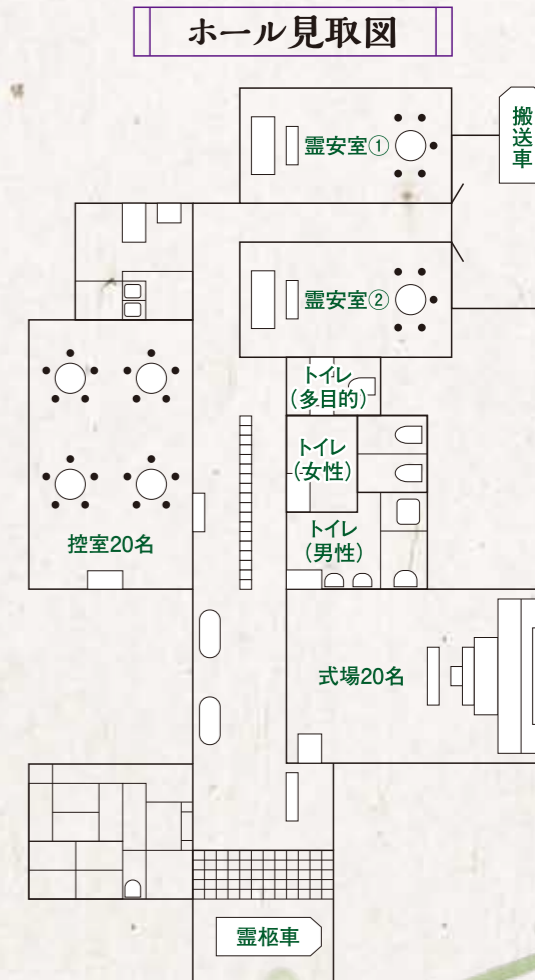 ホール見取図
搬送車
霊安室①
霊安室②
トイレ
(多目的)
トイレ
(女性)
トイレ
(男性)
控室20名
式場20名
霊柩車